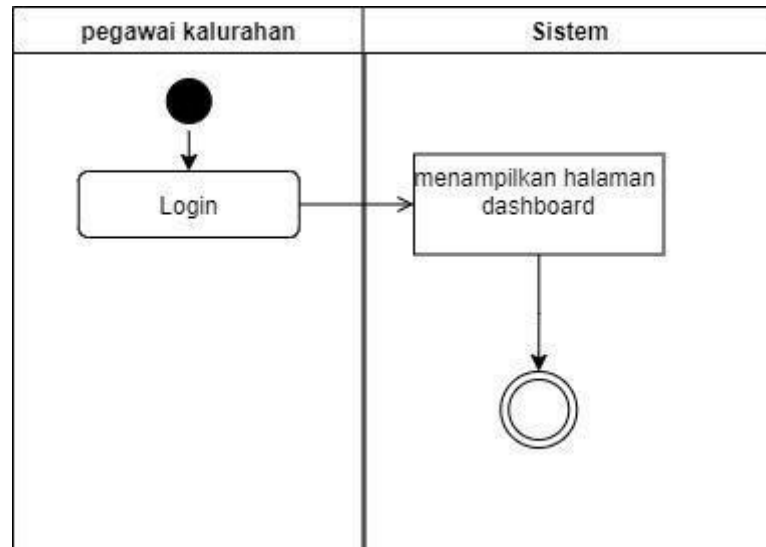 pegawai kalurahan
Sistem
Login
menampilkan halaman
dashboard